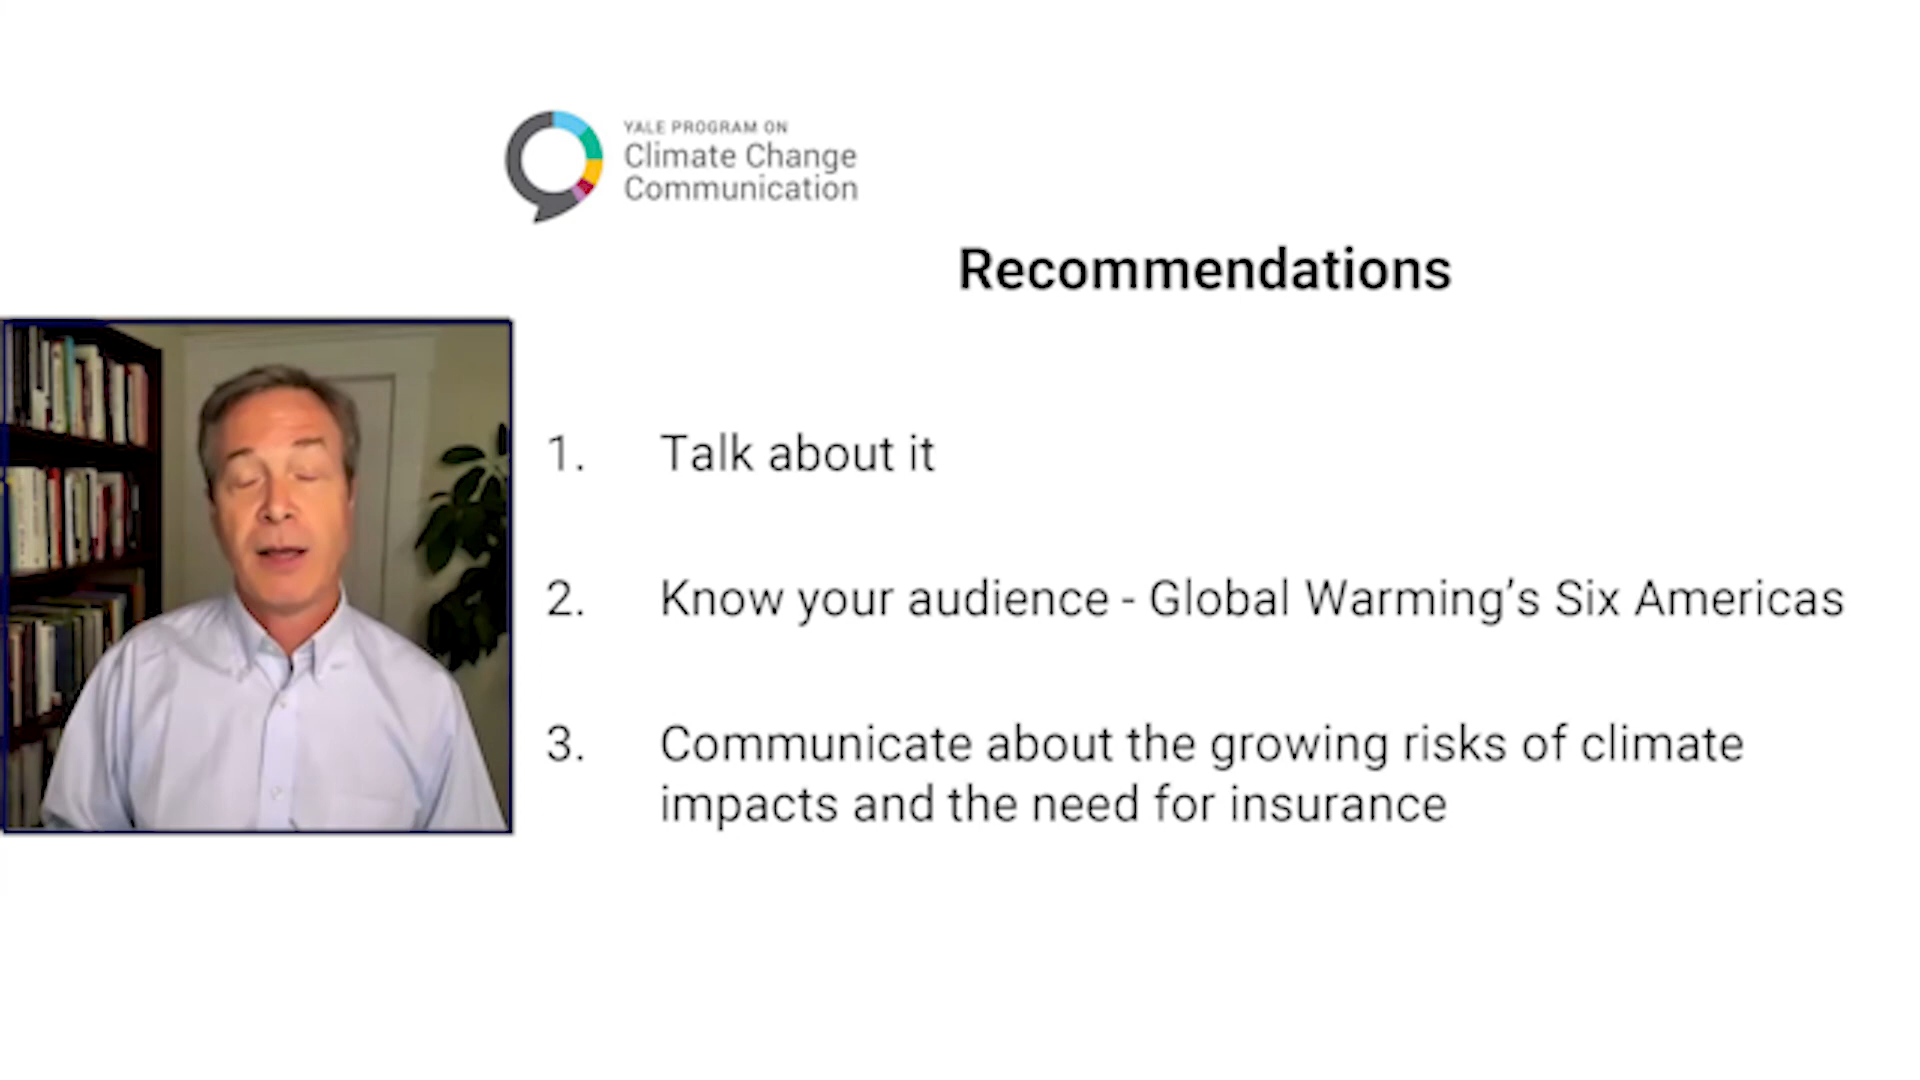 YALE PROGRAM ON
Climate Change
Communication
Recommendations
1. Talk about it
2. Know your audience - Global Warming’s Six Americas
3. Communicate about the growing risks of climate
impacts and the need for insurance